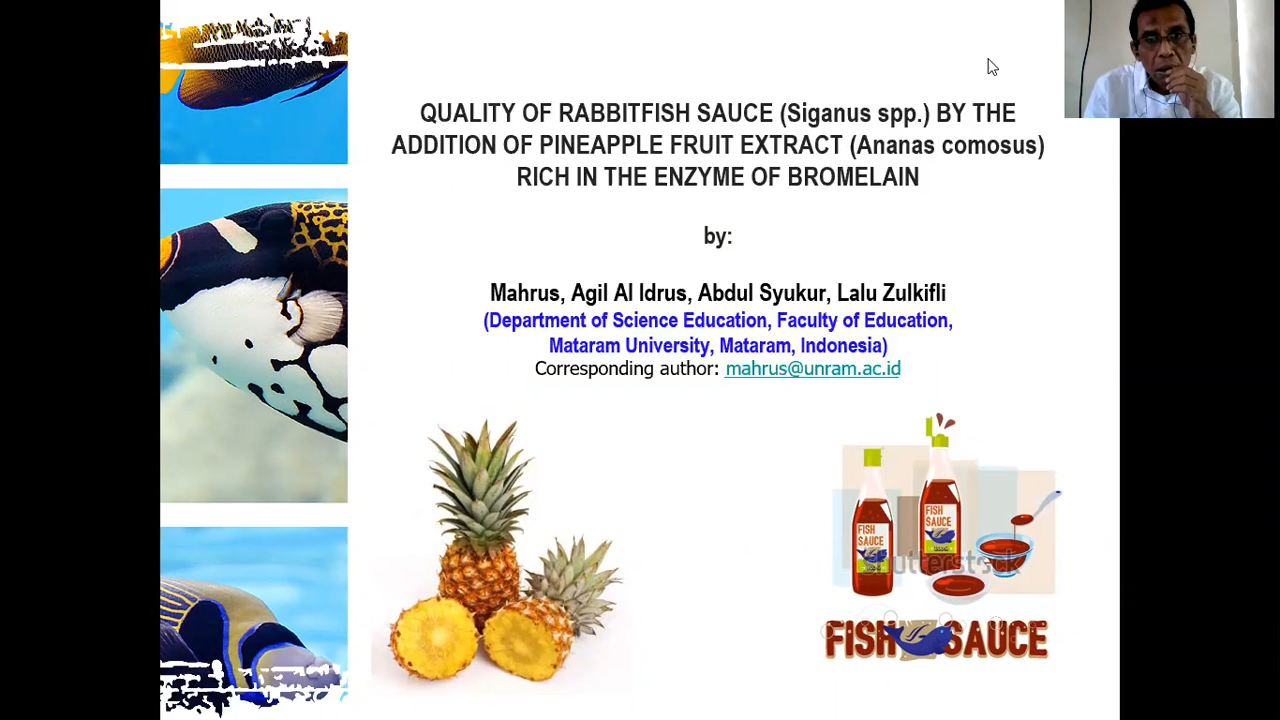 QUALITY OF RABBITFISH SAUCE (Siganus spp.) BY THE
ADDITION OF PINEAPPLE FRUIT EXTRACT (Ananas comosus)
RICH IN THE ENZYME OF BROMELAIN
by:
Mahrus, Agil Al Idrus, Abdul Syukur, Lalu Zulkifli
(Department of Science Education, Faculty of Education,
Mataram University, Mataram, Indonesia)
Corresponding author: mahrus@unram.ac.id
FISH
SAUCE
FISH
SAUCE
shutterstock
FISH SAUCE